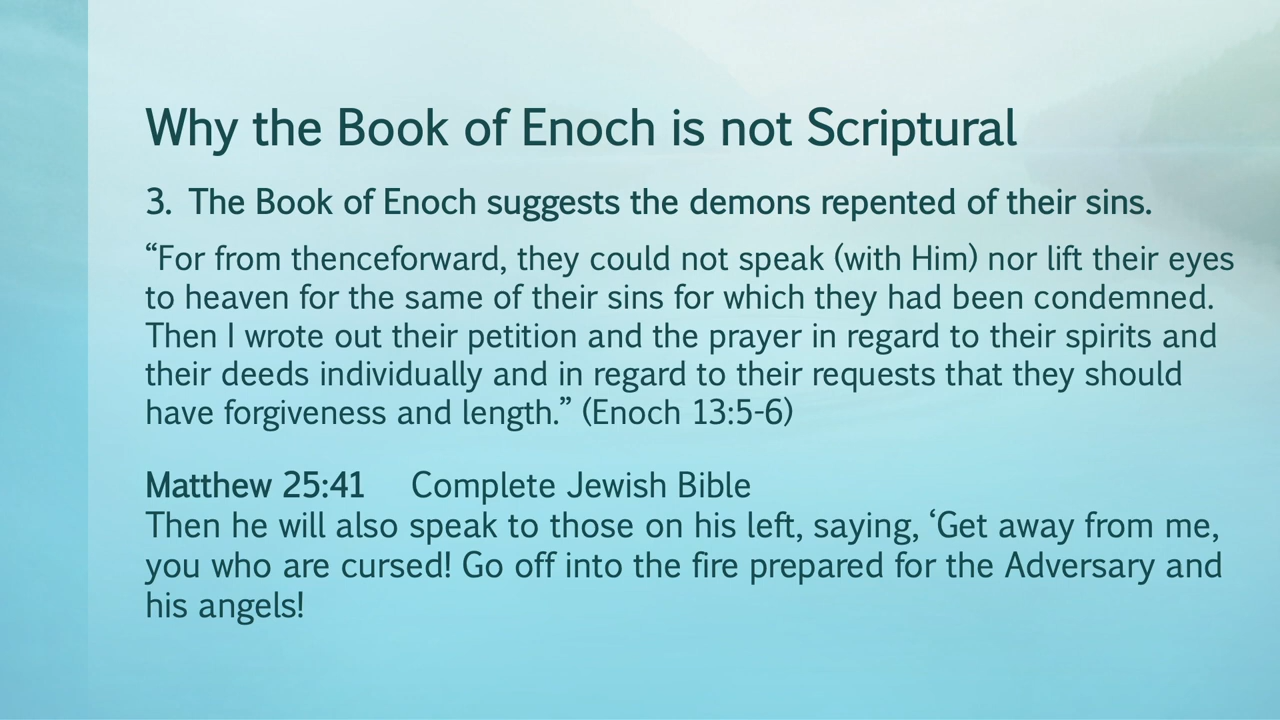 Why the Book of Enoch is not Scriptural
3. The Book of Enoch suggests the demons repented of their sins.
“For from thenceforward, they could not speak (with Him) nor lift their eyes
to heaven for the same of their sins for which they had been condemned.
Then I wrote out their petition and the prayer in regard to their spirits and
their deeds individually and in regard to their requests that they should
have forgiveness and length.” (Enoch 13:5-6)
Matthew 25:41 Complete Jewish Bible
Then he will also speak to those on his left, saying, ‘Get away from me,
you who are cursed! Go off into the fire prepared for the Adversary and
his angels!